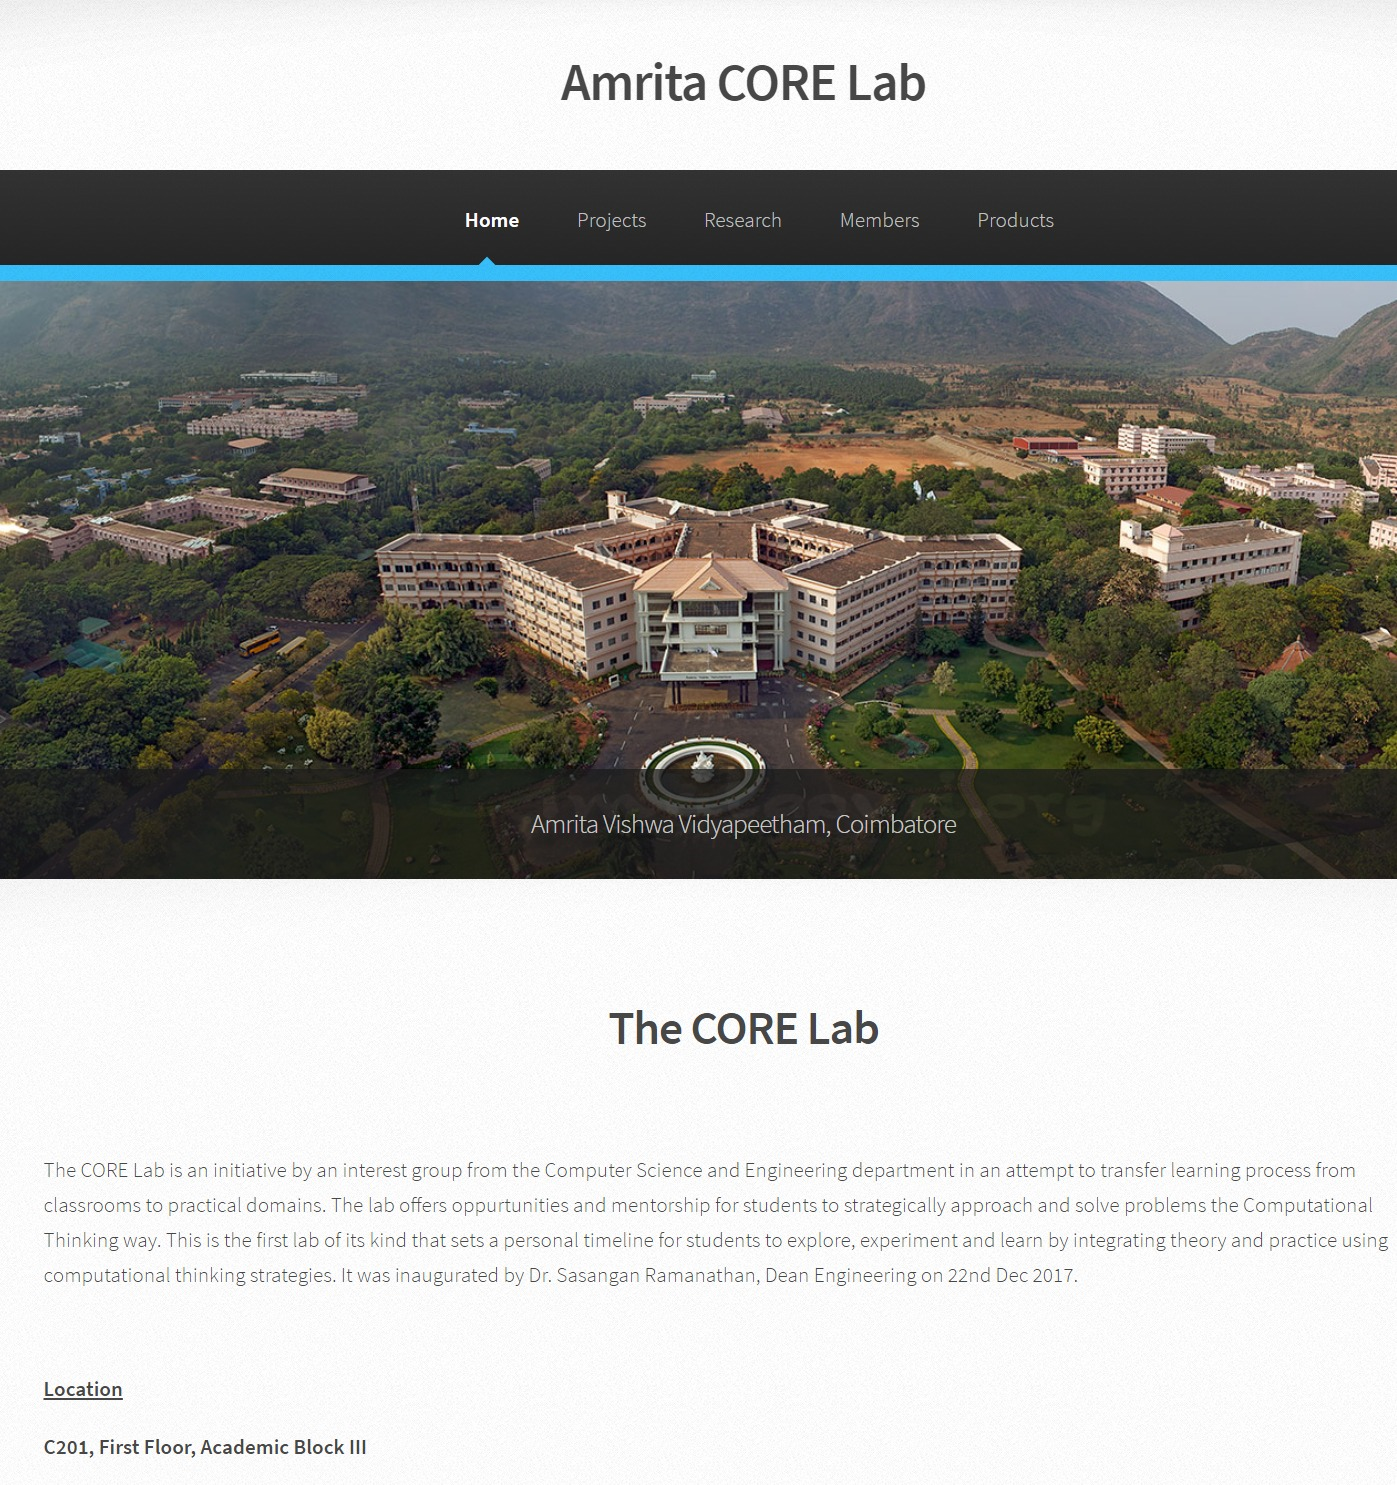 Amrita CORE Lab
Home Projects Research Members Products
Amrita Vishwa Vidyapeetham, Coimbatore
The CORE Lab
The CORE Lab is an initiative by an interest group from the Computer Science and Engineering department in an attempt to transfer learning process from
classrooms to practical domains. The lab offers oppurtunities and mentorship for students to strategically approach and solve problems the Computational
Thinking way. This is the first lab of its kind that sets a personal timeline for students to explore, experiment and learn by integrating theory and practice using
computational thinking strategies. It was inaugurated by Dr. Sasangan Ramanathan, Dean Engineering on 22nd Dec 2017.
Location
C201, First Floor, Academic Block III